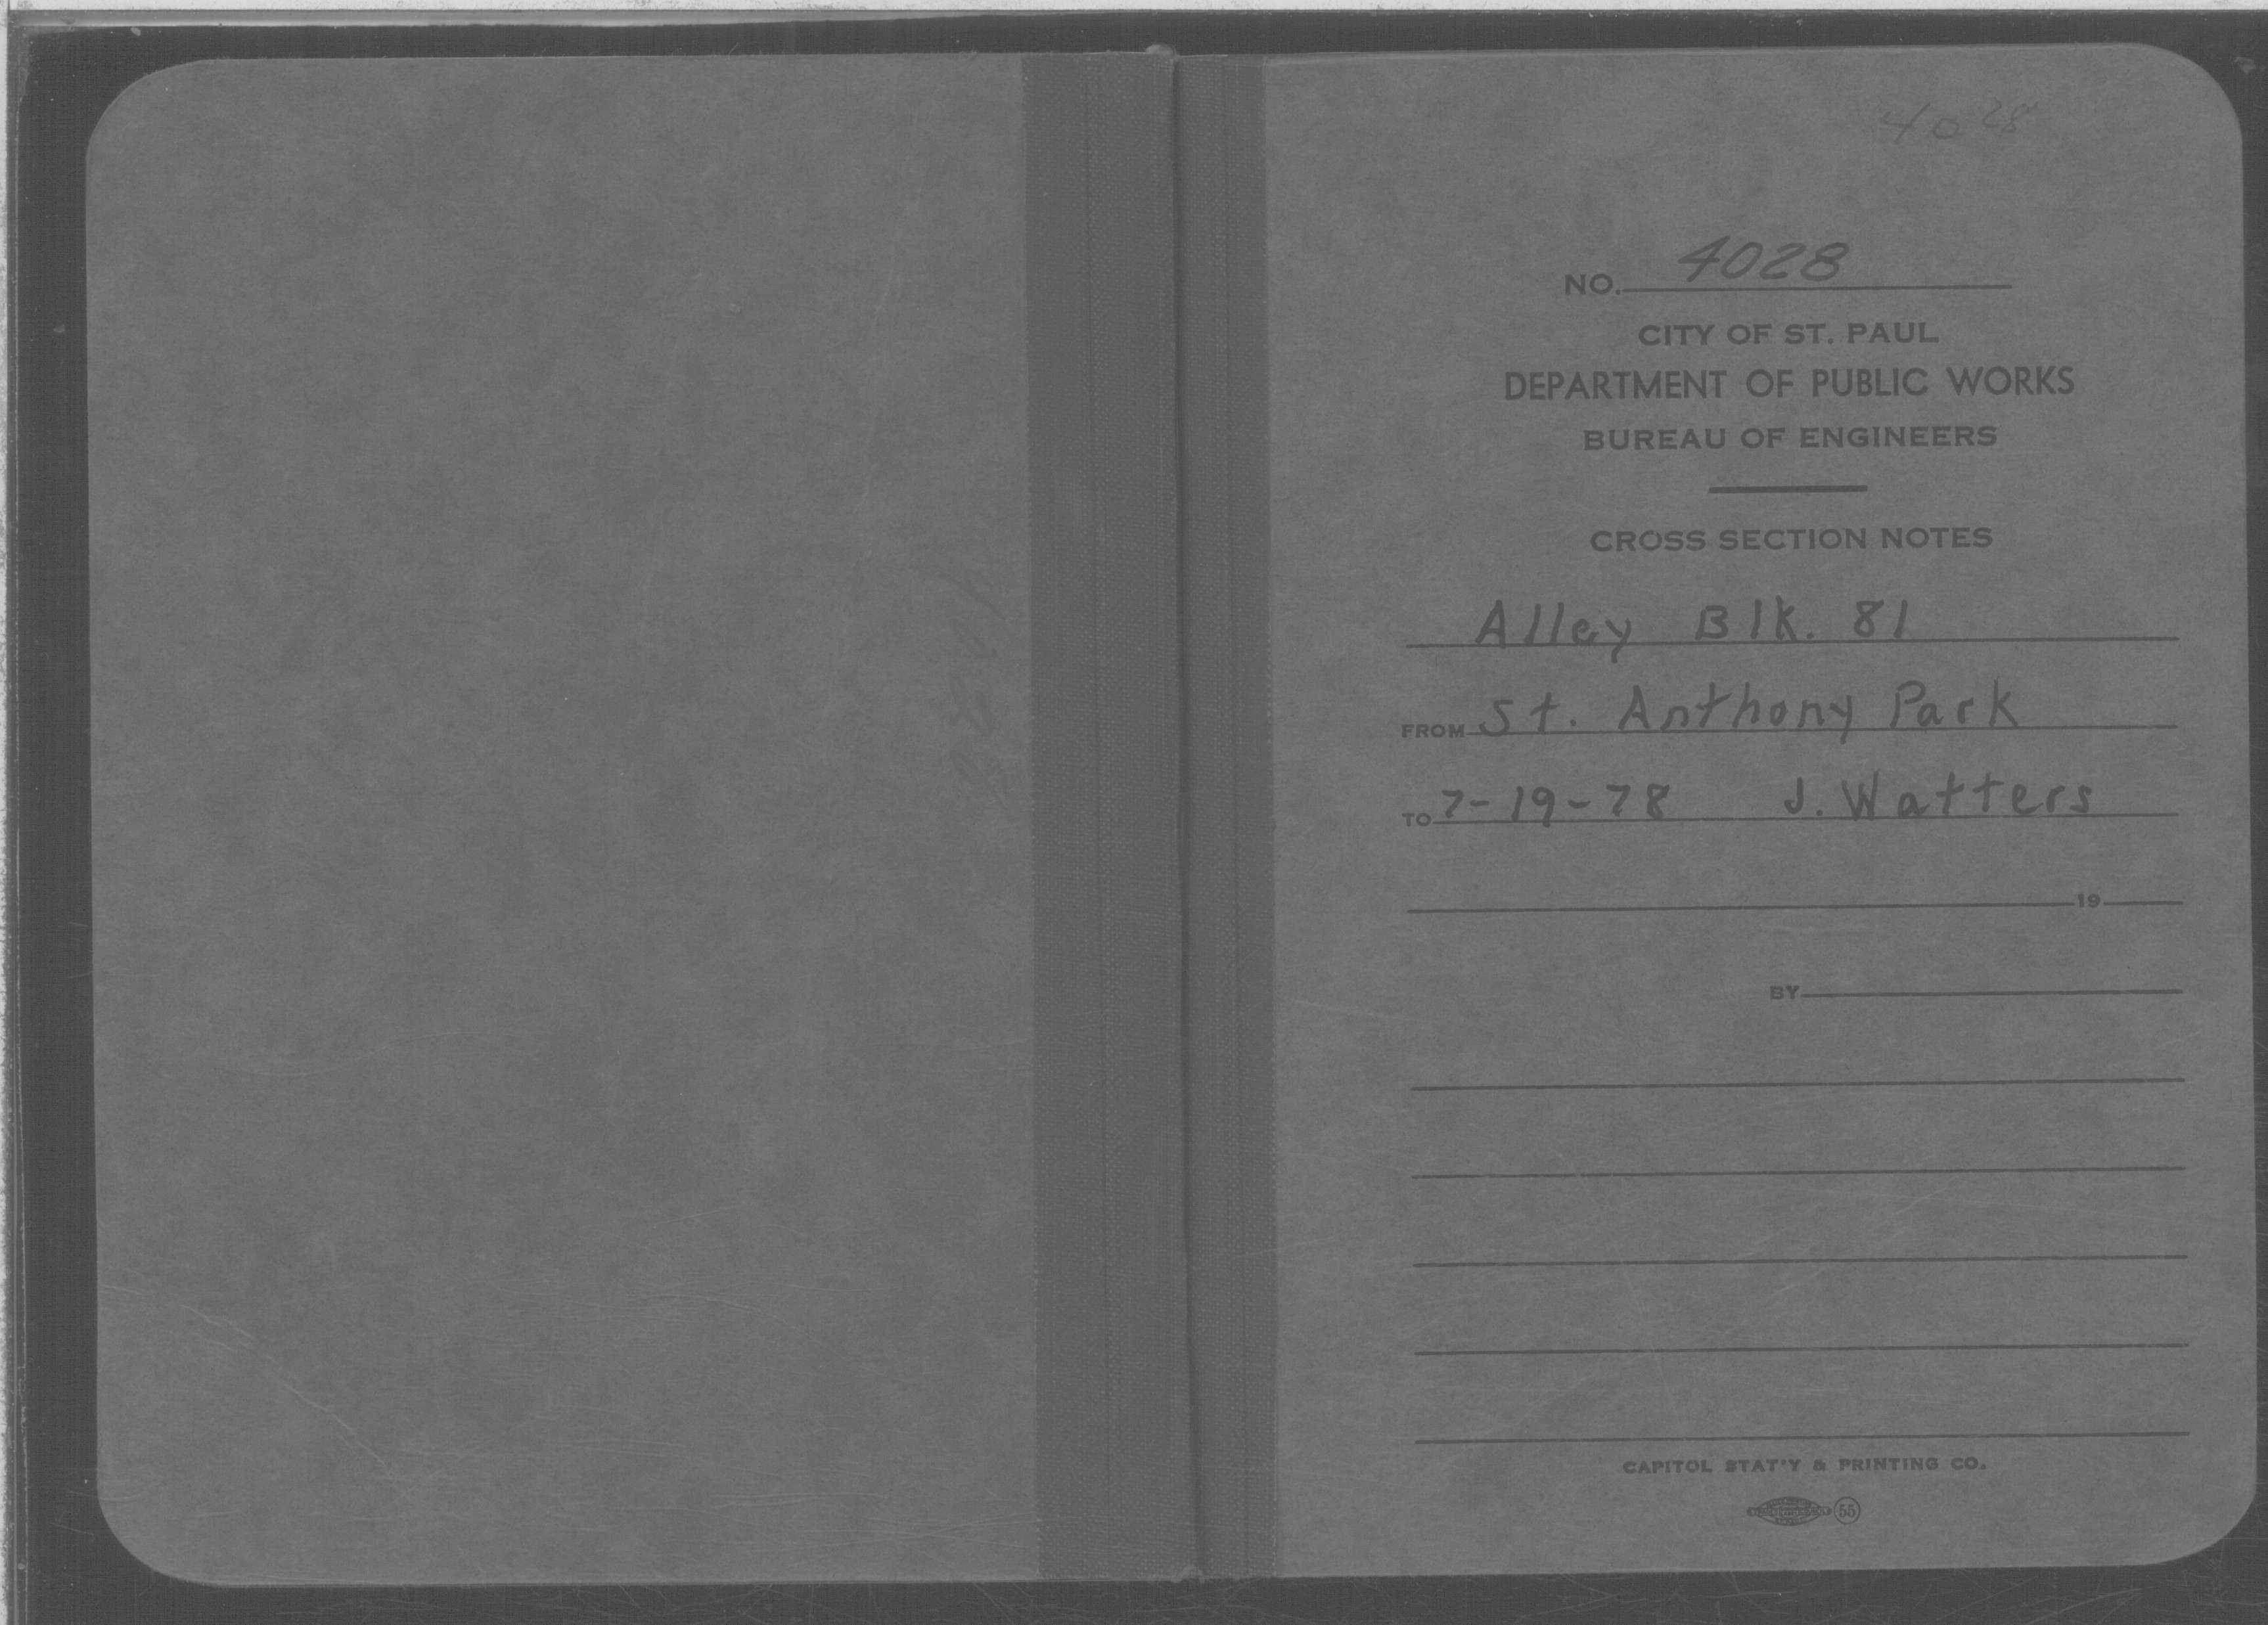 4028
NO. 4028
CITY OF ST. PAUL
DEPARTMENT OF PUBLIC WORKS
BUREAU OF ENGINEERS
CROSS SECTION NOTES
Alley Blk. 81
FROM St. Anthony Park
TO 7-19-78 J. Watters
19
BY
CAPITOL STAT'Y & PRINTING CO.
55